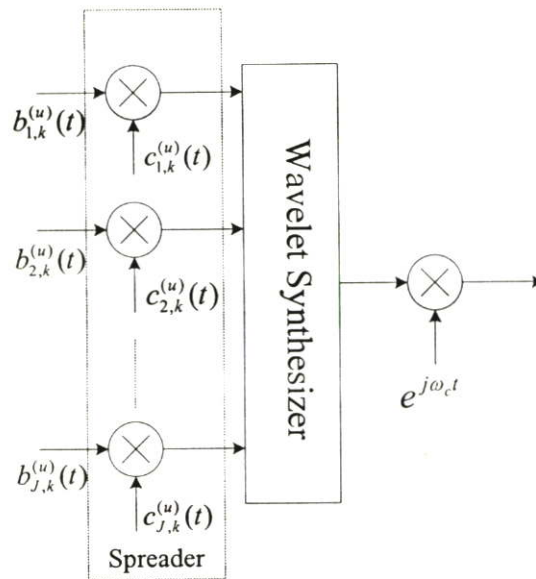 b_{1,k}^{(u)}(t)
c_{1,k}^{(u)}(t)
b_{2,k}^{(u)}(t)
c_{2,k}^{(u)}(t)
b_{J,k}^{(u)}(t)
c_{J,k}^{(u)}(t)
Spreader
Wavelet Synthesizer
e^{jω_c t}